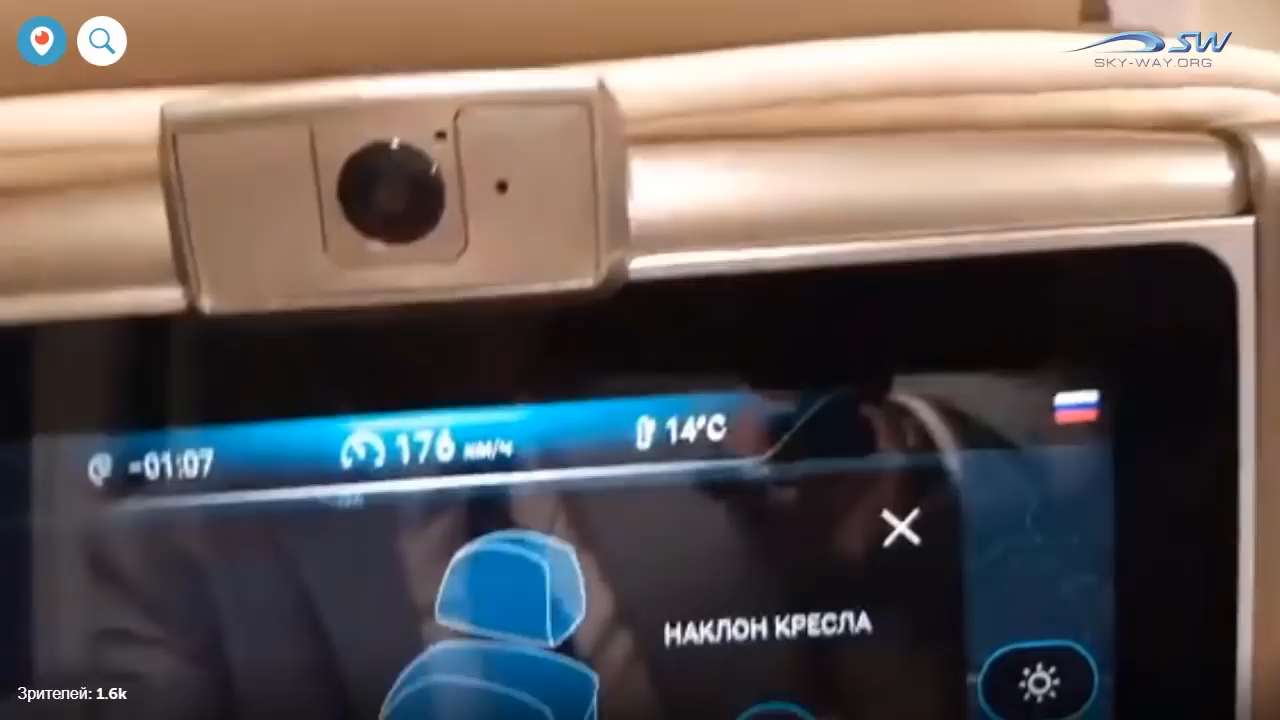 SW
SKY-WAY.ORG
-01:07
176 км/ч
14°C
НАКЛОН КРЕСЛА
Зрителей: 1.6k